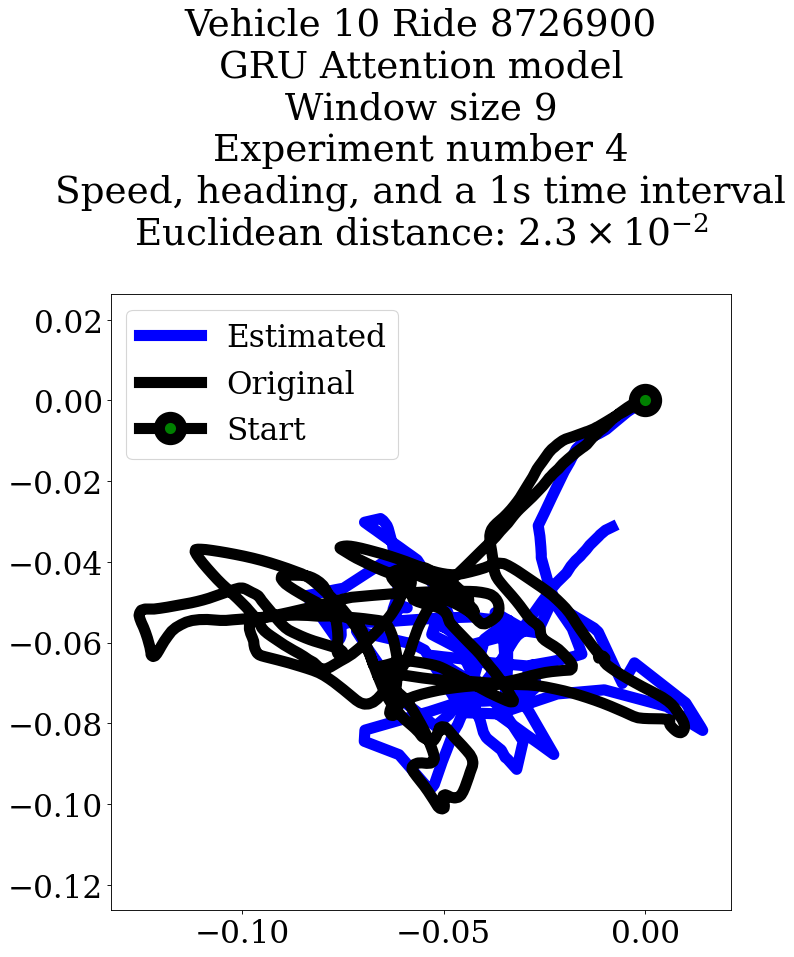 Vehicle 10 Ride 8726900
GRU Attention model
Window size 9
Experiment number 4
Speed, heading, and a 1s time interval
Euclidean distance: 2.3 × 10⁻²
Estimated
Original
Start
0.02
0.00
−0.02
−0.04
−0.06
−0.08
−0.10
−0.12
−0.10 −0.05 0.00